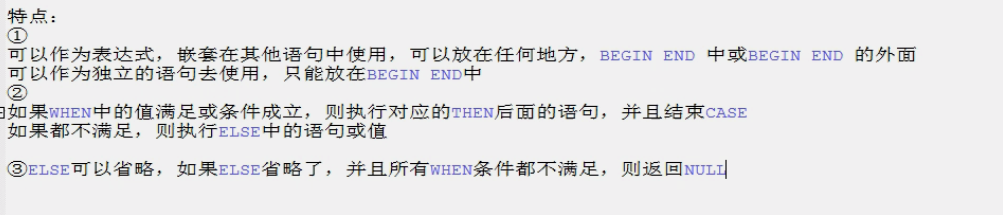 特点：
①
可以作为表达式，嵌套在其他语句中使用，可以放在任何地方，BEGIN END 中或BEGIN END 的外面
可以作为独立的语句去使用，只能放在BEGIN END中
②
如果WHEN中的值满足或条件成立，则执行对应的THEN后面的语句，并且结束CASE
如果都不满足，则执行ELSE中的语句或值
③ELSE可以省略，如果ELSE省略了，并且所有WHEN条件都不满足，则返回NULL